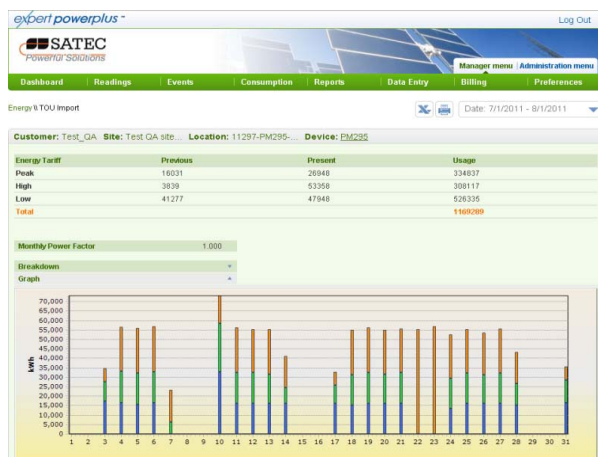 expert powerplus™
Log Out
SATEC
Powerful Solutions
Manager menu | Administration menu
Dashboard Readings Events Consumption Reports Data Entry Billing Preferences
Energy \\ TOU Import
Date: 7/1/2011 - 8/1/2011
Customer: Test_QA Site: Test QA site... Location: 11297-PM295-... Device: PM295
Energy Tariff Previous Present Usage
Peak 16031 26948 334837
High 3839 53358 308117
Low 41277 47948 526335
Total 1169289
Monthly Power Factor 1.000
Breakdown
Graph
70,000
65,000
60,000
55,000
50,000
45,000
40,000
35,000
30,000
25,000
20,000
15,000
10,000
5,000
0
kWh
1 2 3 4 5 6 7 8 9 10 11 12 13 14 15 16 17 18 19 20 21 22 23 24 25 26 27 28 29 30 31